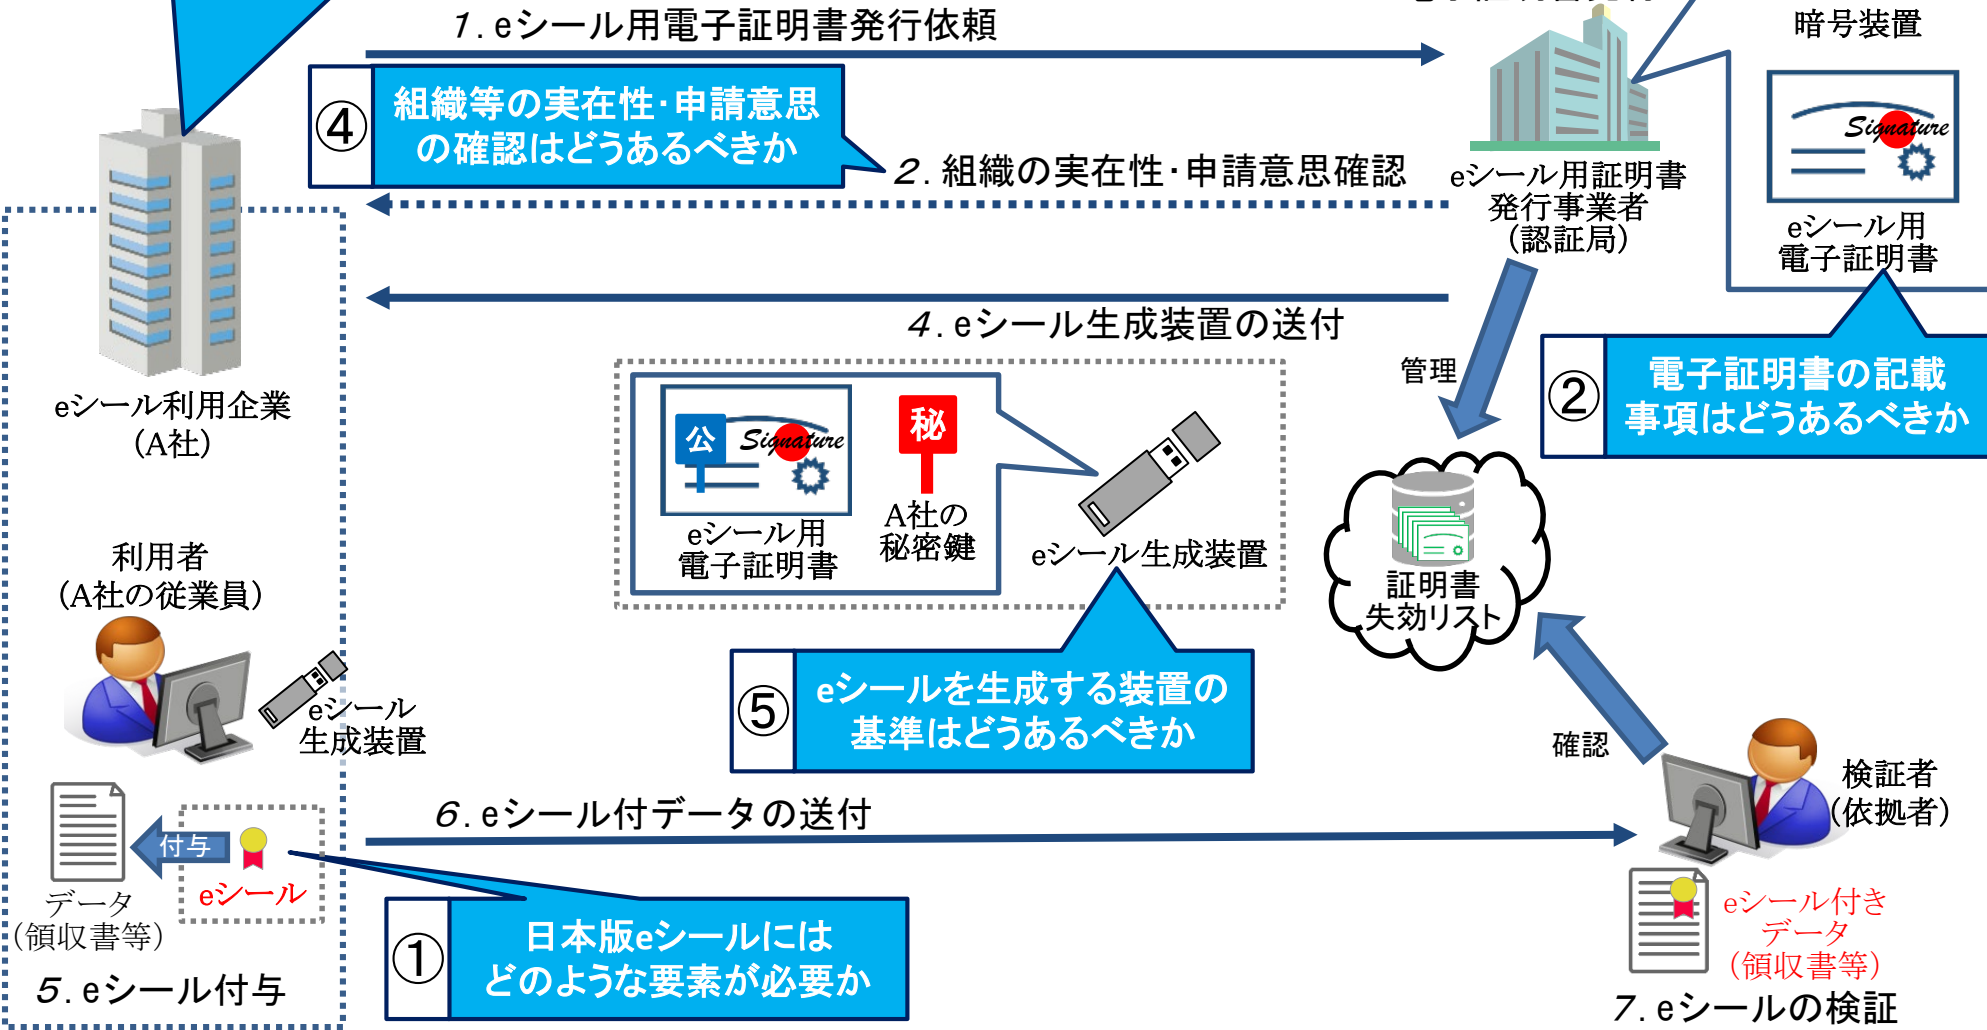 1.eシール用電子証明書発行依頼
暗号装置
④
組織等の実在性・申請意思
の確認はどうあるべきか
2.組織の実在性・申請意思確認
eシール用証明書
発行事業者
(認証局)
Signature
eシール用
電子証明書
4.eシール生成装置の送付
eシール利用企業
(A社)
管理
②
電子証明書の記載
事項はどうあるべきか
公
Signature
秘
eシール用
電子証明書
A社の
秘密鍵
eシール生成装置
証明書
失効リスト
利用者
(A社の従業員)
eシール
生成装置
⑤
eシールを生成する装置の
基準はどうあるべきか
確認
検証者
(依拠者)
6.eシール付データの送付
付与
eシール
データ
(領収書等)
5.eシール付与
①
日本版eシールには
どのような要素が必要か
eシール付き
データ
(領収書等)
7.eシールの検証